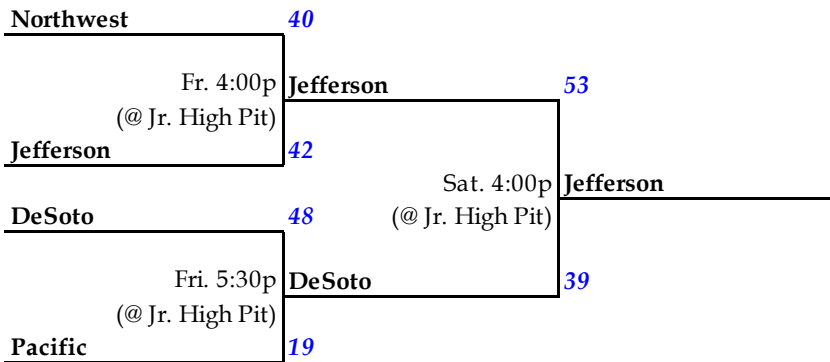 Northwest 40
Fr. 4:00p Jefferson 53
(@ Jr. High Pit)
Jefferson 42
Sat. 4:00p Jefferson
DeSoto 48 (@ Jr. High Pit)
Fri. 5:30p DeSoto 39
(@ Jr. High Pit)
Pacific 19